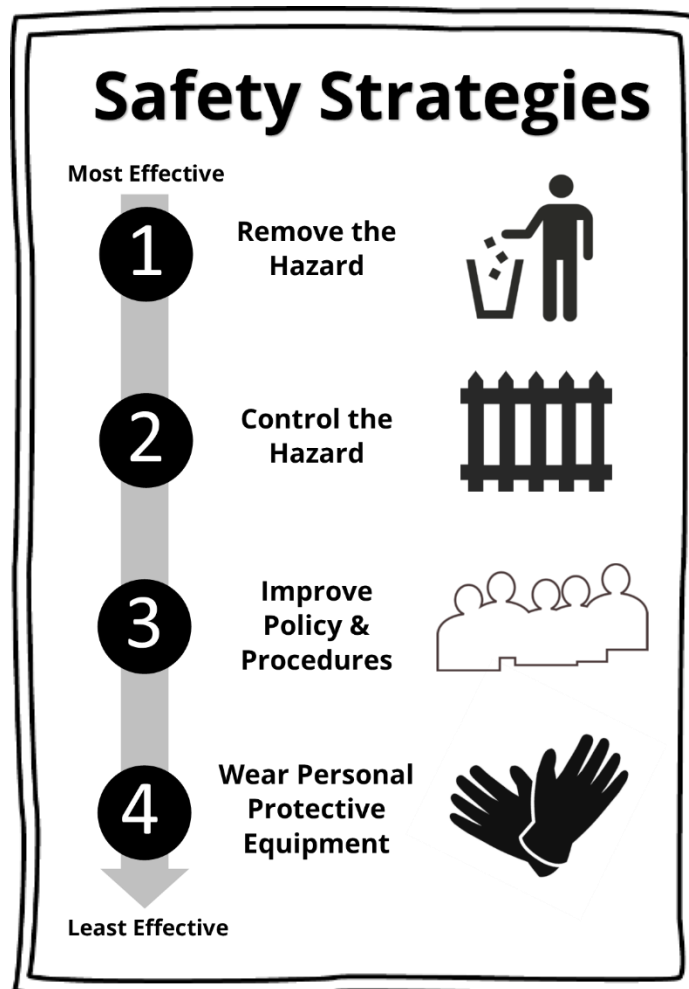 Safety Strategies
Most Effective
1
Remove the
Hazard
2
Control the
Hazard
3
Improve
Policy &
Procedures
4
Wear Personal
Protective
Equipment
Least Effective